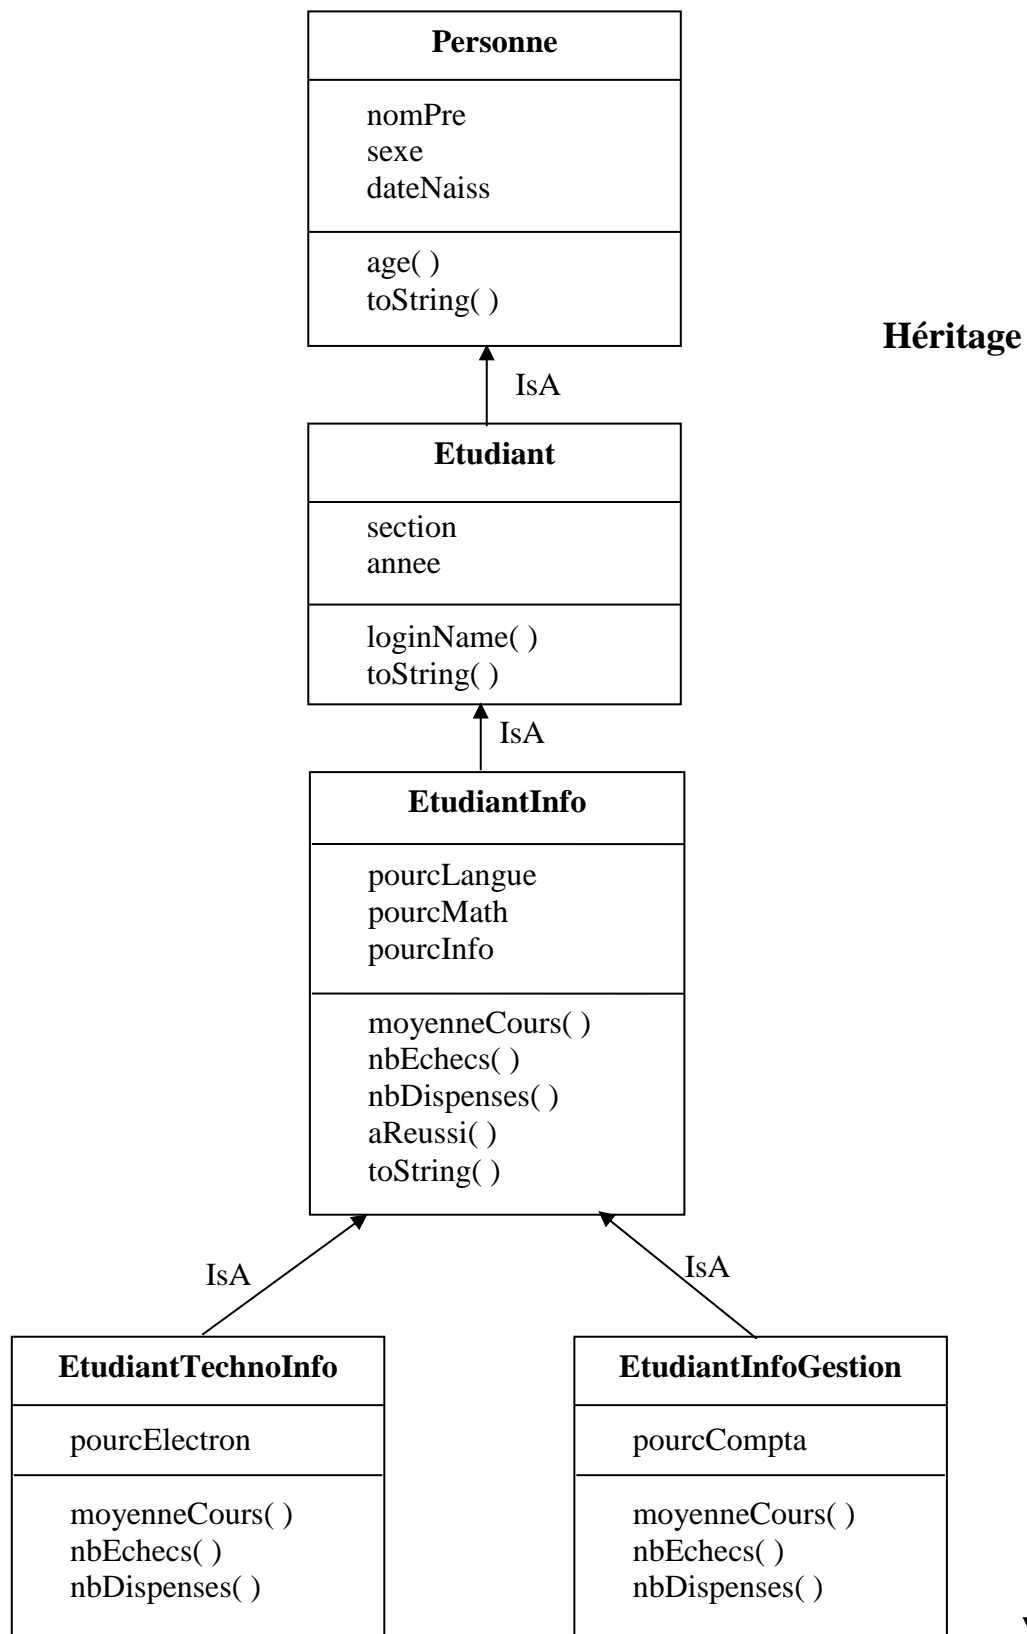 Personne
nomPre
sexe
dateNaiss
age( )
toString( )
Héritage
IsA
Etudiant
section
annee
loginName( )
toString( )
IsA
EtudiantInfo
pourcLangue
pourcMath
pourcInfo
moyenneCours( )
nbEchecs( )
nbDispenses( )
aReussi( )
toString( )
IsA
IsA
EtudiantTechnoInfo
pourcElectron
moyenneCours( )
nbEchecs( )
nbDispenses( )
EtudiantInfoGestion
pourcCompta
moyenneCours( )
nbEchecs( )
nbDispenses( )